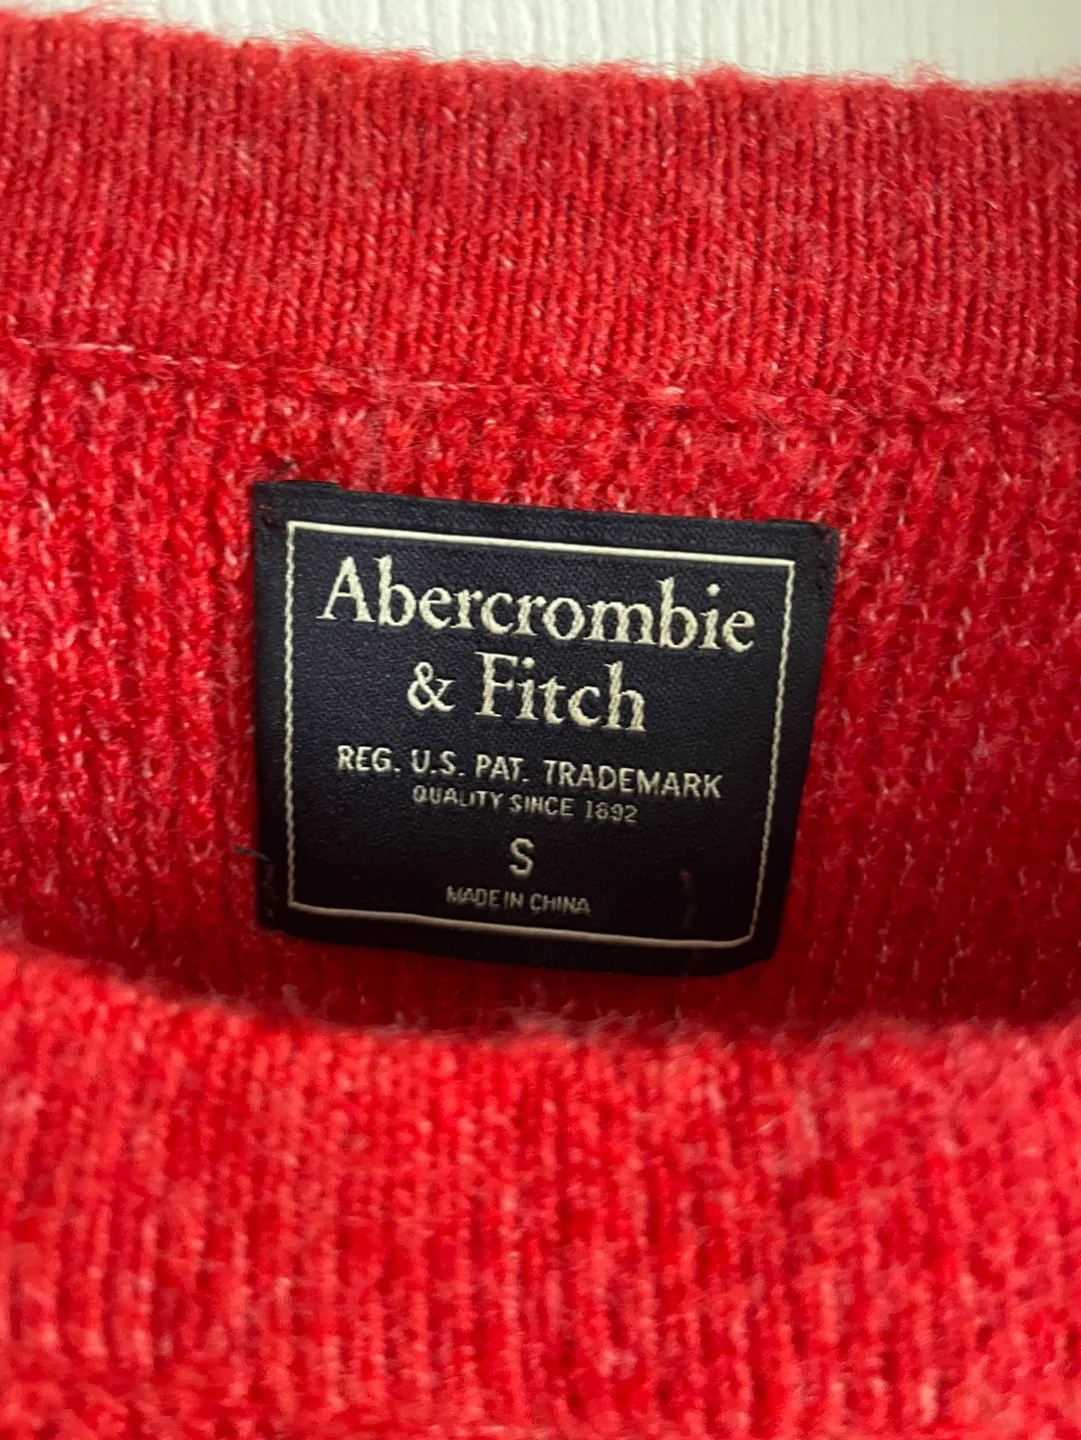 Abercrombie
& Fitch
REG. U.S. PAT. TRADEMARK
QUALITY SINCE 1892
S
MADE IN CHINA